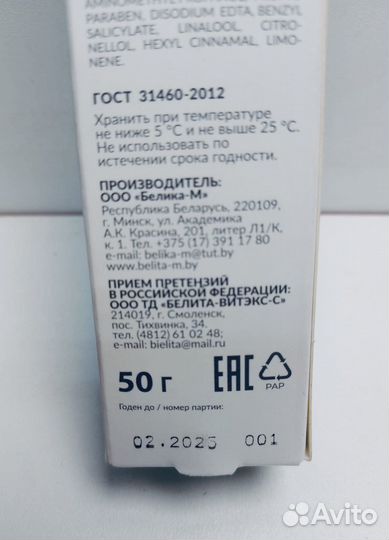 PARABEN, DISODIUM EDTA, BENZYL
SALICYLATE, LINALOOL, CITRO-
NELLOL, HEXYL CINNAMAL, LIMO-
NENE.
ГОСТ 31460-2012
Хранить при температуре
не ниже 5 °С и не выше 25 °С.
Не использовать по
истечении срока годности.
ПРОИЗВОДИТЕЛЬ:
ООО «Белика-М»
Республика Беларусь, 220109,
г. Минск, ул. Академика
А.К. Красина, 201, литер Л1/К,
к. 1. Тел. +375 (17) 391 17 80
e-mail: belika-m@tut.by
www.belita-m.by
ПРИЕМ ПРЕТЕНЗИЙ
В РОССИЙСКОЙ ФЕДЕРАЦИИ:
ООО ТД «БЕЛИТА-ВИТЭКС-С»
214019, г. Смоленск,
пос. Тихвинка, 34.
тел. (4812) 61 02 48;
e-mail: bielita@mail.ru
50 г EAC PAP
Годен до / номер партии:
02.2025 001
Avito